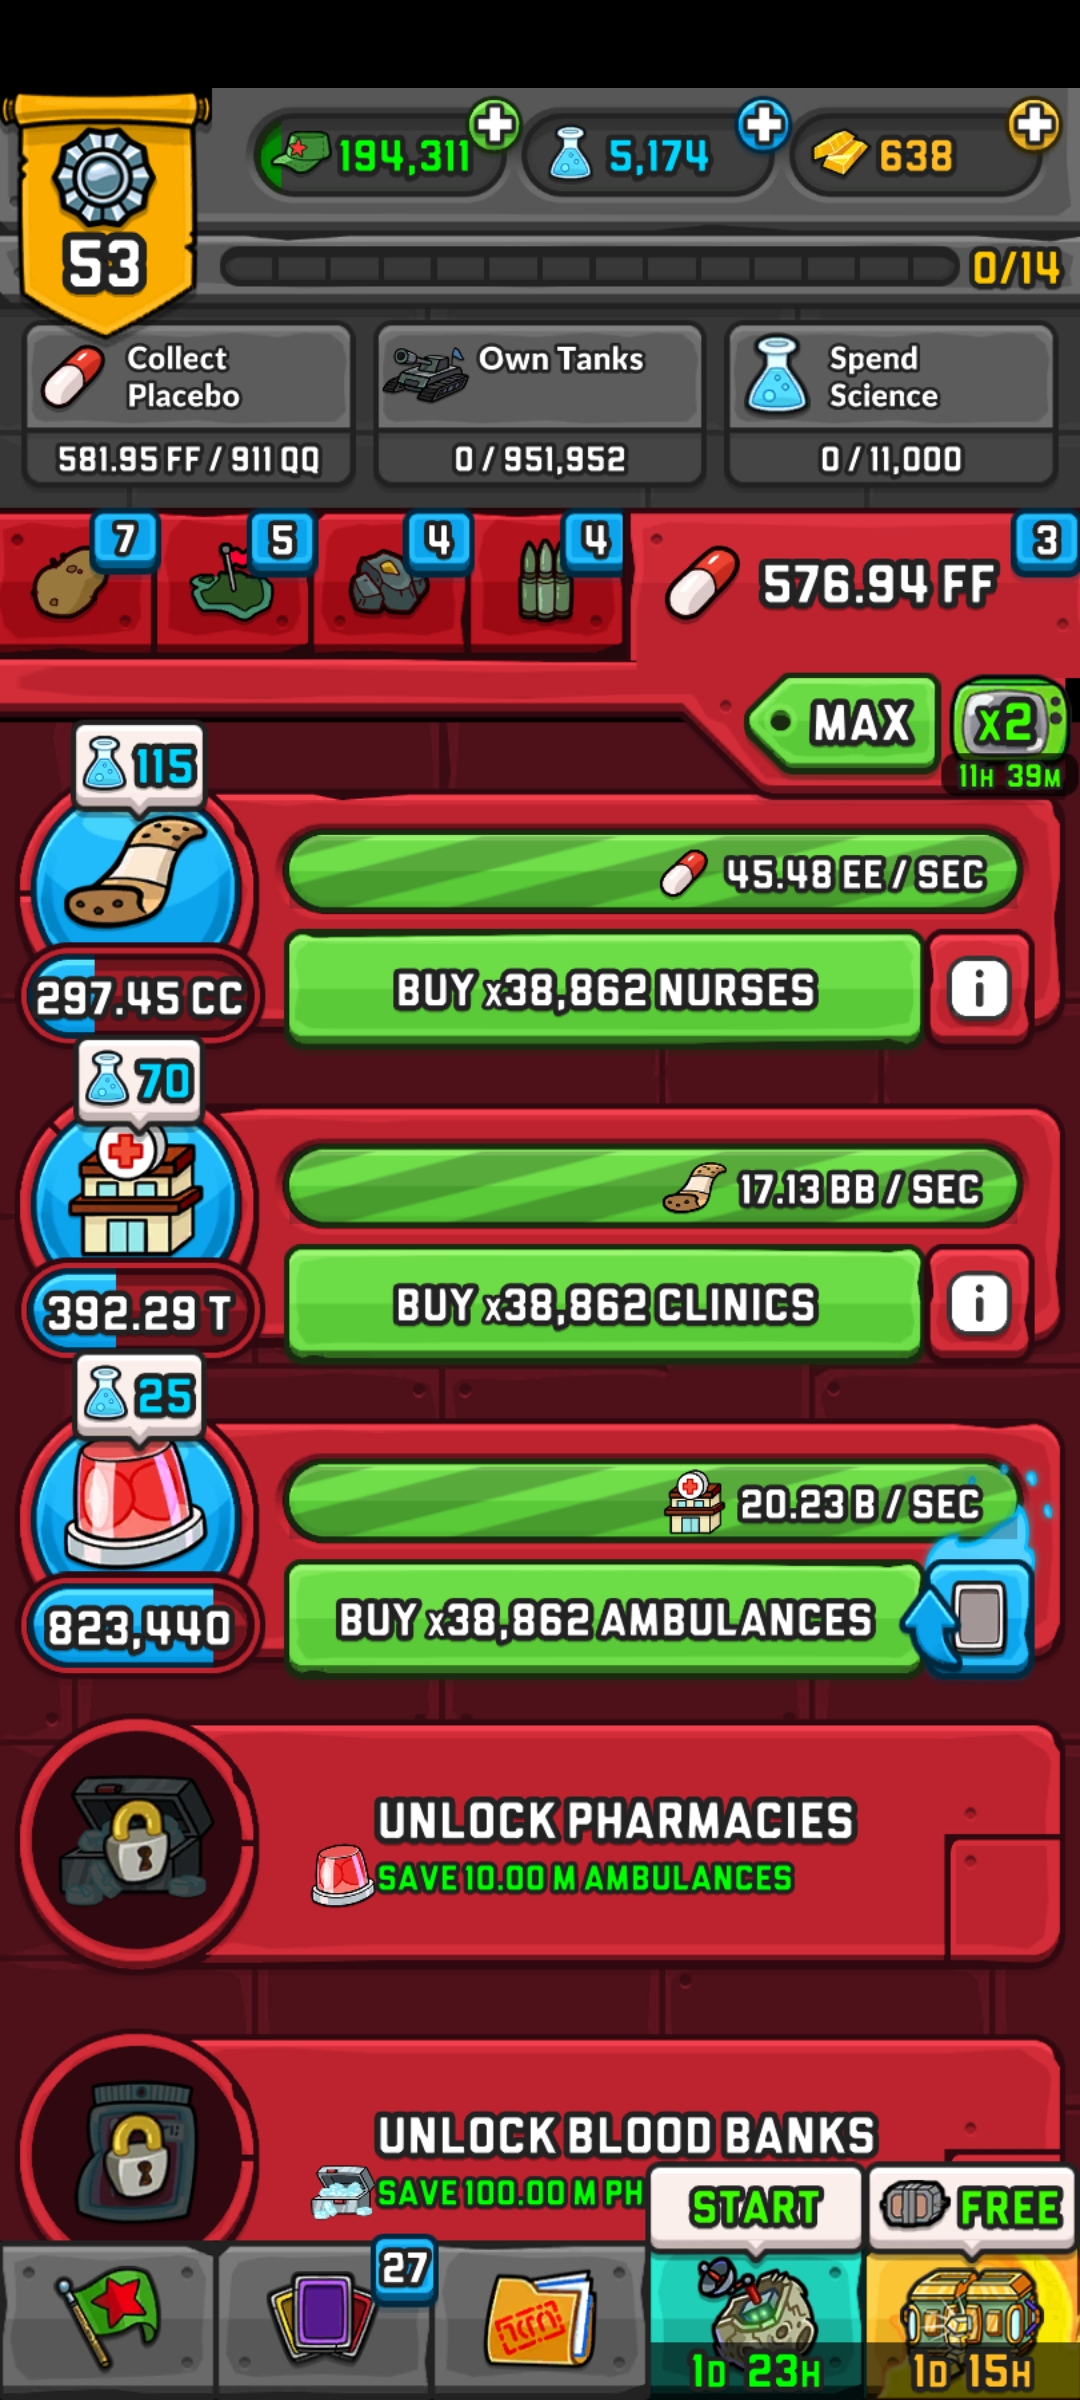 53
194,311
5,174
638
0/14
Collect
Placebo
581.95 FF / 911 QQ
Own Tanks
0 / 951,952
Spend
Science
0 / 11,000
7
5
4
4
3
576.94 FF
MAX
x2
11H 39M
115
45.48 EE / SEC
297.45 CC
BUY x38,862 NURSES
i
70
17.13 BB / SEC
392.29 T
BUY x38,862 CLINICS
i
25
20.23 B / SEC
823,440
BUY x38,862 AMBULANCES
UNLOCK PHARMACIES
SAVE 10.00 M AMBULANCES
UNLOCK BLOOD BANKS
SAVE 100.00 M PH
START
FREE
27
1D 23H
1D 15H